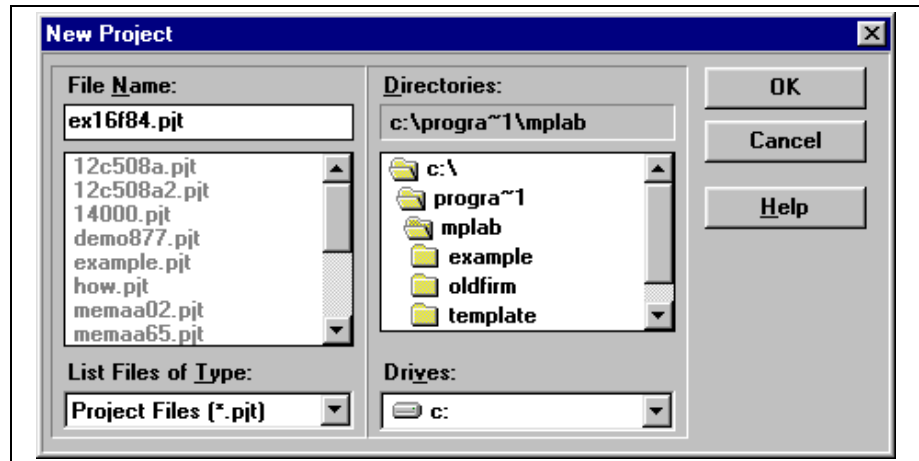 New Project
File Name:
ex16f84.pjt
12c508a.pjt
12c508a2.pjt
14000.pjt
demo877.pjt
example.pjt
how.pjt
memaa02.pjt
memaa65.pjt
List Files of Type:
Project Files (*.pjt)
Directories:
c:\progra~1\mplab
c:\
progra~1
mplab
example
oldfirm
template
Drives:
c:
OK
Cancel
Help